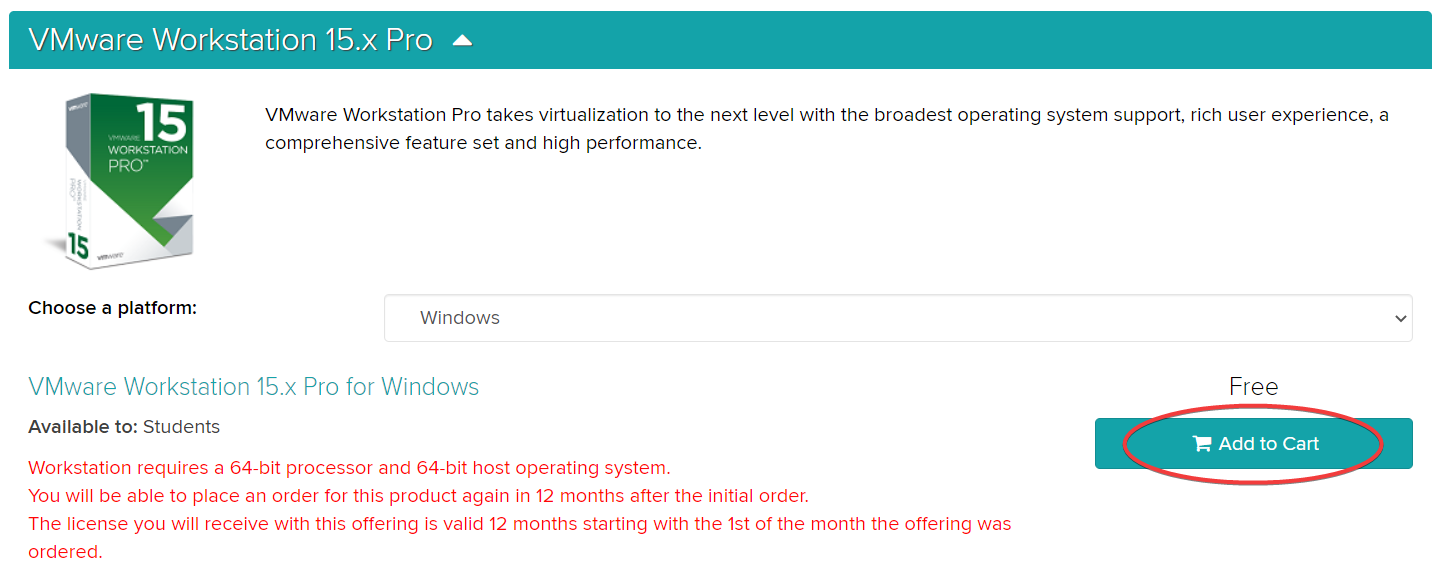 VMware Workstation 15.x Pro
vmware
15
VMWARE
WORKSTATION
PRO™
WORKSTATION
PRO™
15
vmware
VMware Workstation Pro takes virtualization to the next level with the broadest operating system support, rich user experience, a
comprehensive feature set and high performance.
Choose a platform:
Windows
VMware Workstation 15.x Pro for Windows
Free
Available to: Students
Add to Cart
Workstation requires a 64-bit processor and 64-bit host operating system.
You will be able to place an order for this product again in 12 months after the initial order.
The license you will receive with this offering is valid 12 months starting with the 1st of the month the offering was
ordered.